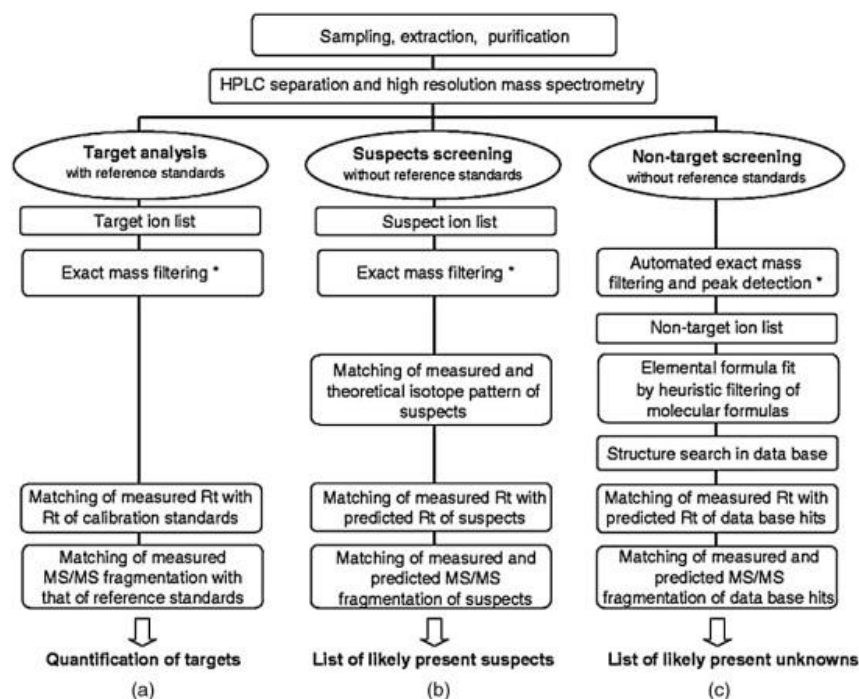 Sampling, extraction, purification
HPLC separation and high resolution mass spectrometry
Target analysis
with reference standards
Target ion list
Exact mass filtering *
Matching of measured Rt with
Rt of calibration standards
Matching of measured
MS/MS fragmentation with
that of reference standards
Quantification of targets
(a)
Suspects screening
without reference standards
Suspect ion list
Exact mass filtering *
Matching of measured and
theoretical isotope pattern of
suspects
Matching of measured Rt with
predicted Rt of suspects
Matching of measured and
predicted MS/MS
fragmentation of suspects
List of likely present suspects
(b)
Non-target screening
without reference standards
Automated exact mass
filtering and peak detection *
Non-target ion list
Elemental formula fit
by heuristic filtering of
molecular formulas
Structure search in data base
Matching of measured Rt with
predicted Rt of data base hits
Matching of measured and
predicted MS/MS
fragmentation of data base hits
List of likely present unknowns
(c)